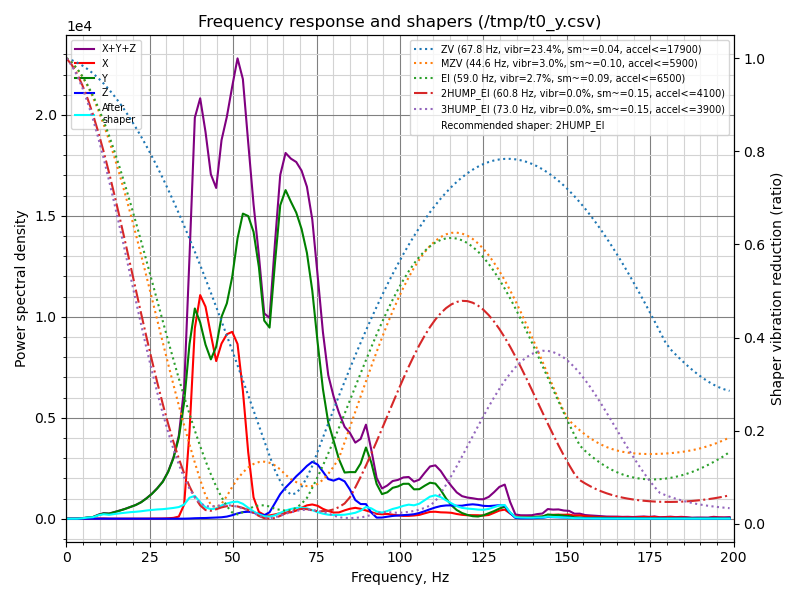 Frequency response and shapers (/tmp/t0_y.csv)
1e4
X+Y+Z
X
Y
Z
After
shaper
ZV (67.8 Hz, vibr=23.4%, sm~=0.04, accel<=17900)
MZV (44.6 Hz, vibr=3.0%, sm~=0.10, accel<=5900)
EI (59.0 Hz, vibr=2.7%, sm~=0.09, accel<=6500)
2HUMP_EI (60.8 Hz, vibr=0.0%, sm~=0.15, accel<=4100)
3HUMP_EI (73.0 Hz, vibr=0.0%, sm~=0.15, accel<=3900)
Recommended shaper: 2HUMP_EI
Power spectral density
2.0
1.5
1.0
0.5
0.0
1.0
0.8
0.6
0.4
0.2
0.0
Shaper vibration reduction (ratio)
0 25 50 75 100 125 150 175 200
Frequency, Hz